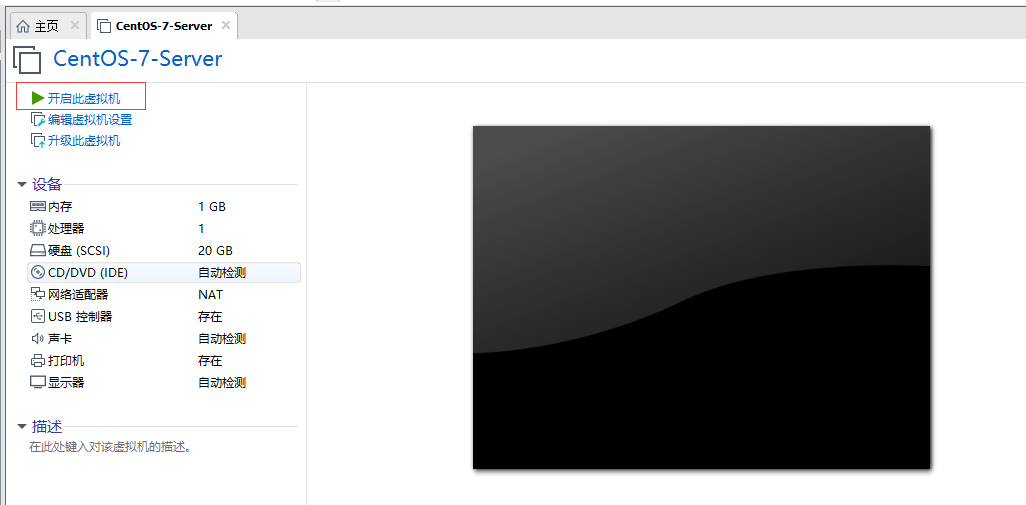 主页
CentOS-7-Server
CentOS-7-Server
开启此虚拟机
编辑虚拟机设置
升级此虚拟机
设备
内存 1 GB
处理器 1
硬盘 (SCSI) 20 GB
CD/DVD (IDE) 自动检测
网络适配器 NAT
USB 控制器 存在
声卡 自动检测
打印机 存在
显示器 自动检测
描述
在此处键入对该虚拟机的描述。